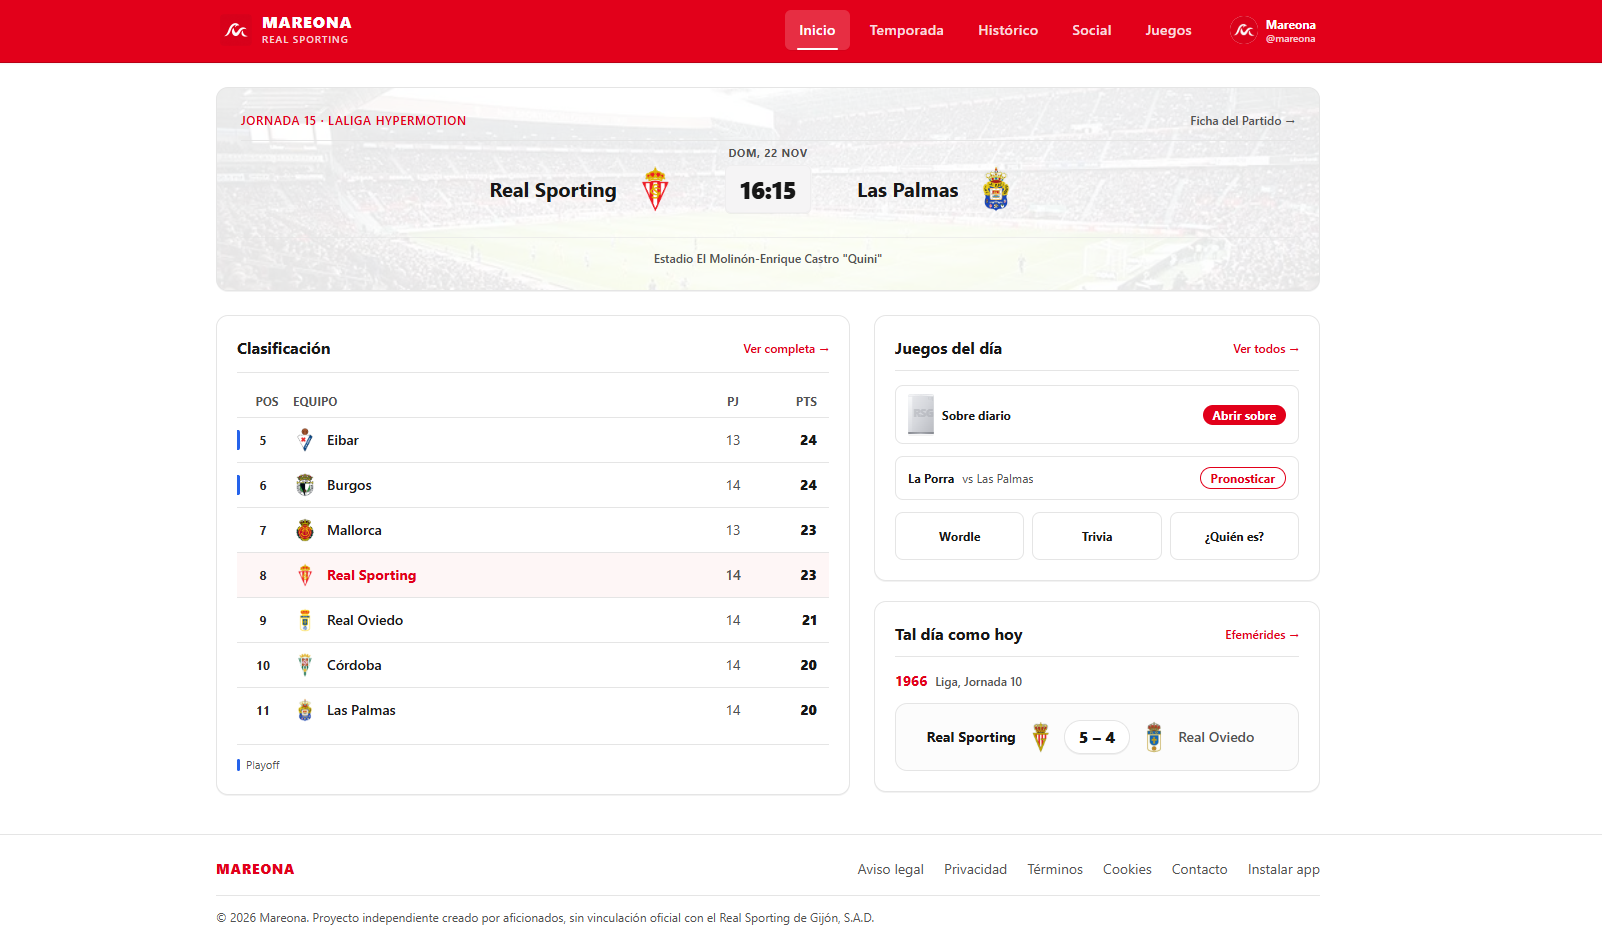 MAREONA
REAL SPORTING
Inicio
Temporada
Histórico
Social
Juegos
Mareona
@mareona
JORNADA 15 · LALIGA HYPERMOTION
Ficha del Partido →
DOM, 22 NOV
Real Sporting
16:15
Las Palmas
Estadio El Molinón-Enrique Castro "Quini"
Clasificación
Ver completa →
POS EQUIPO PJ PTS
5 Eibar 13 24
6 Burgos 14 24
7 Mallorca 13 23
8 Real Sporting 14 23
9 Real Oviedo 14 21
10 Córdoba 14 20
11 Las Palmas 14 20
Playoff
Juegos del día
Ver todos →
RSG
Sobre diario
Abrir sobre
La Porra vs Las Palmas
Pronosticar
Wordle
Trivia
¿Quién es?
Tal día como hoy
Efemérides →
1966 Liga, Jornada 10
Real Sporting 5 – 4 Real Oviedo
MAREONA
Aviso legal
Privacidad
Términos
Cookies
Contacto
Instalar app
© 2026 Mareona. Proyecto independiente creado por aficionados, sin vinculación oficial con el Real Sporting de Gijón, S.A.D.